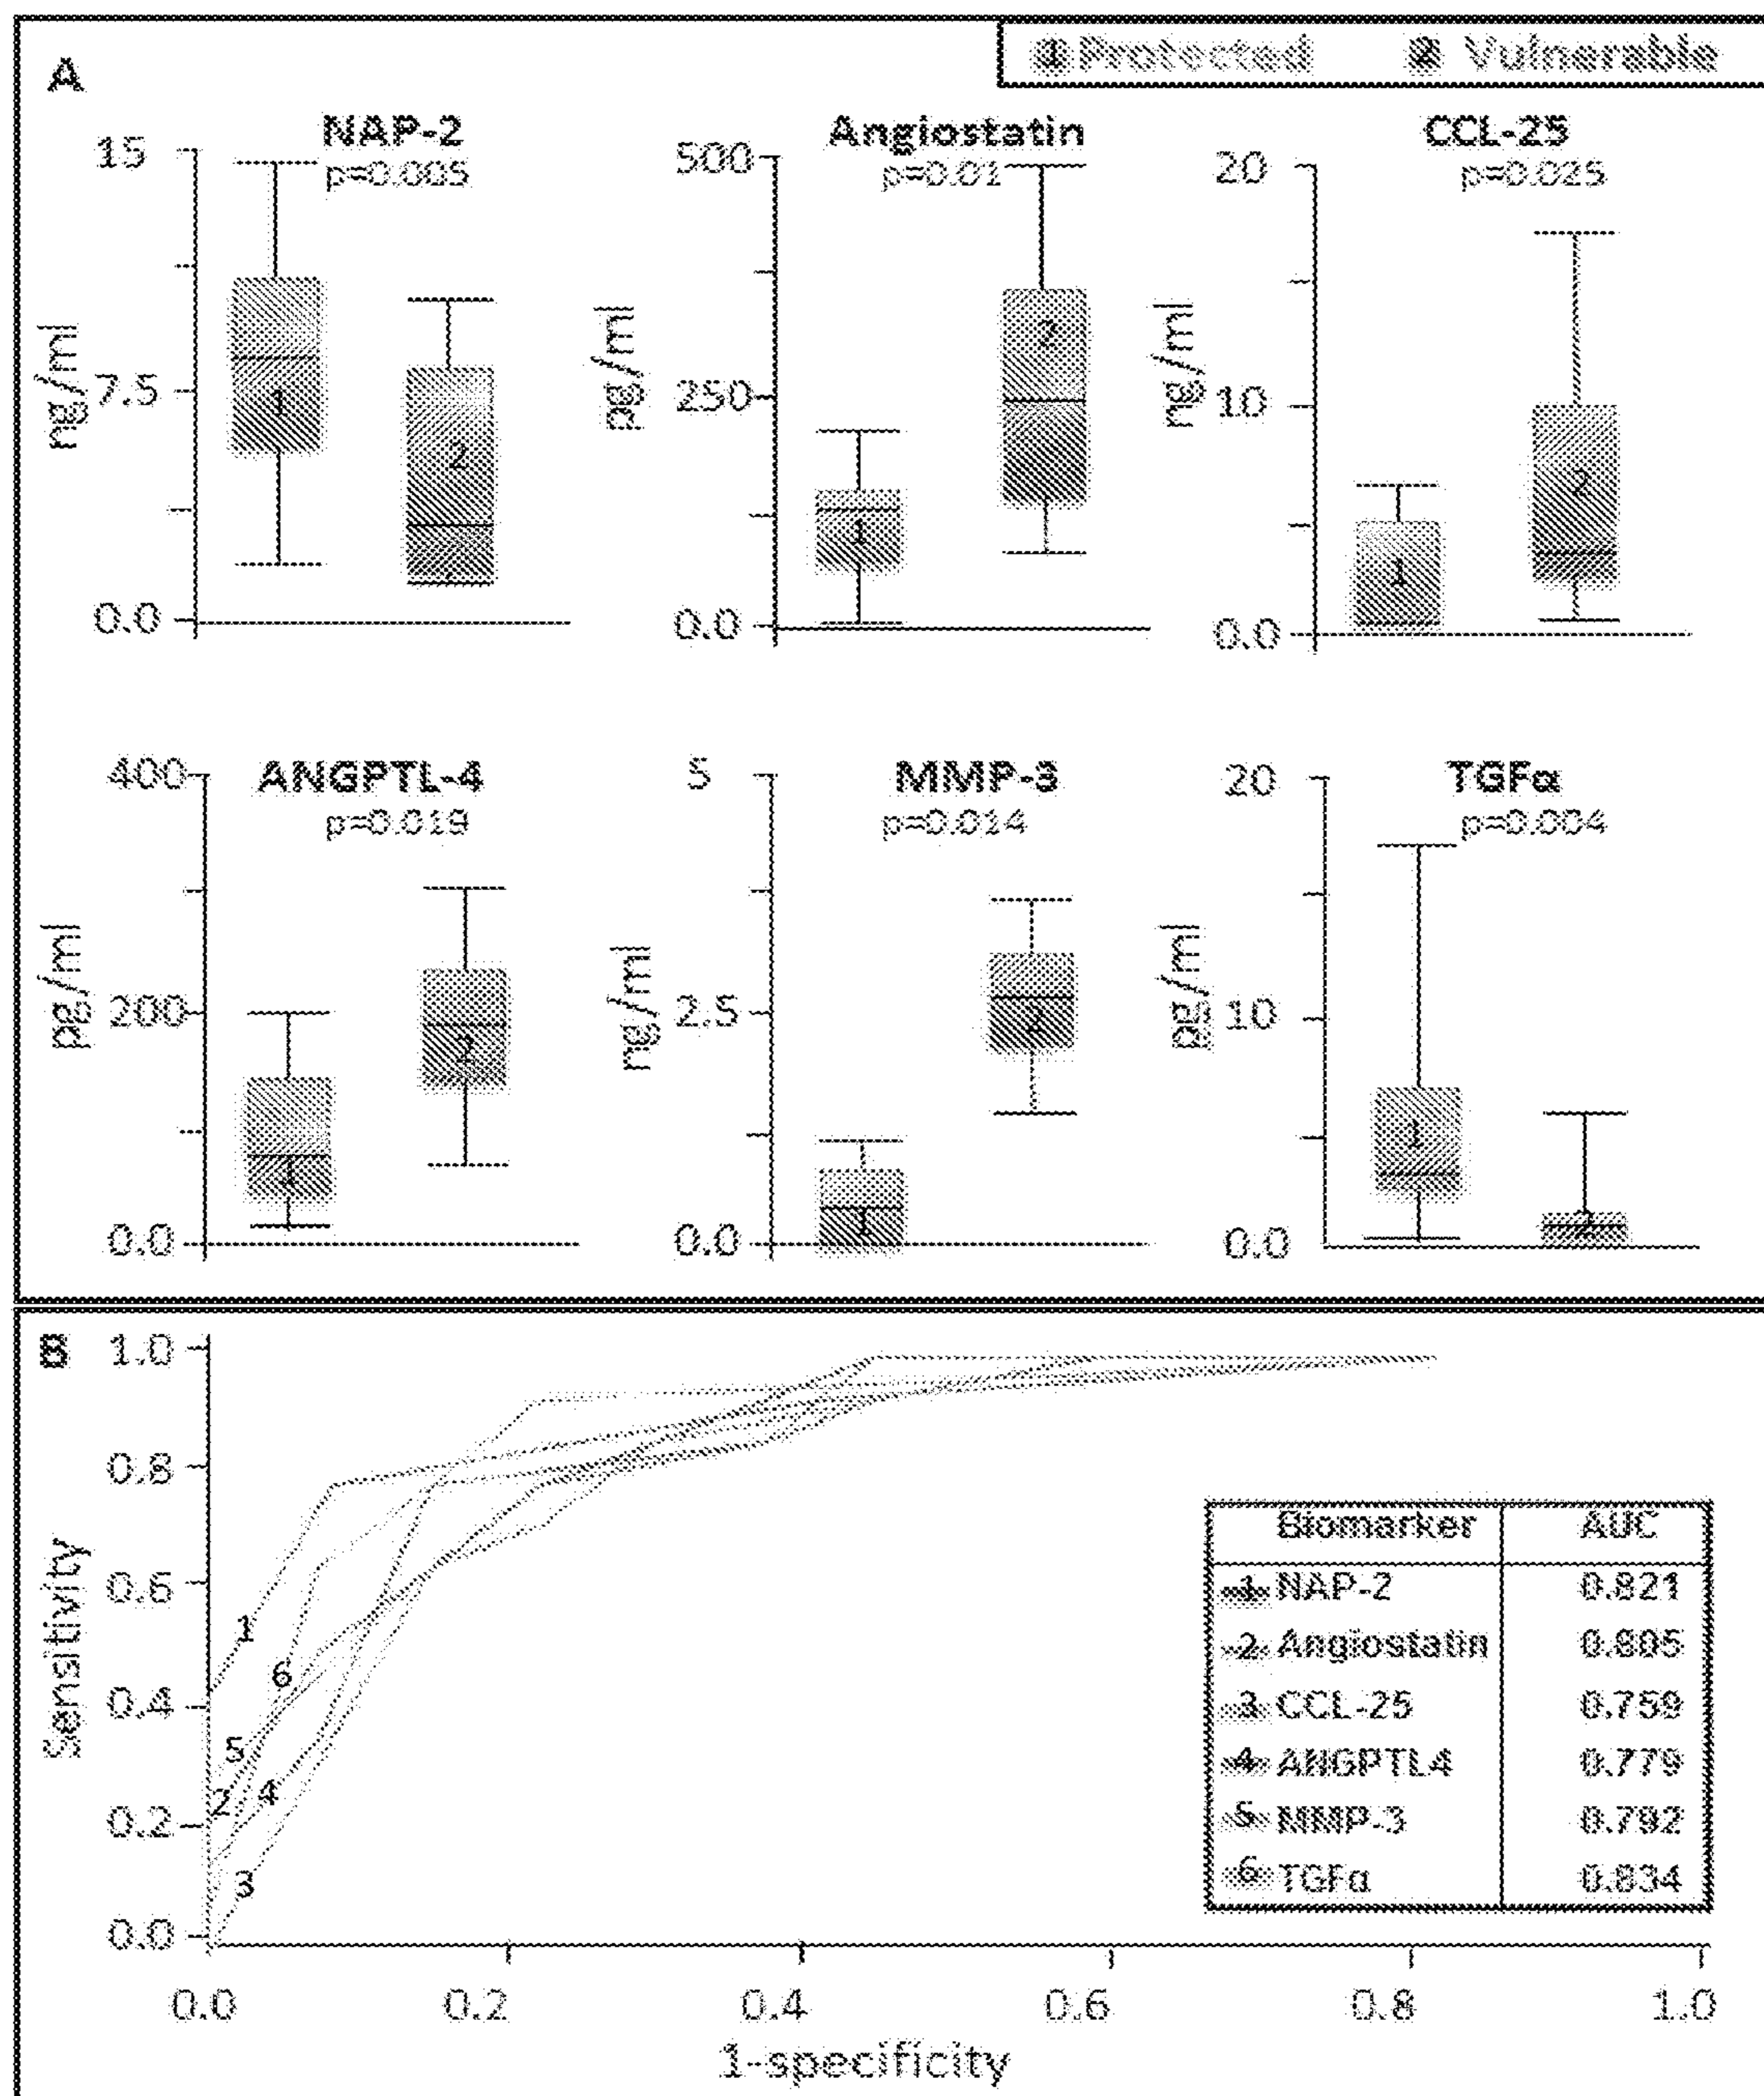 A
1 Protected 2 Vulnerable
NAP-2
p=0.005
15
7.5
0.0
ng/ml
1
2
Angiostatin
p=0.01
500
250
0.0
pg/ml
1
2
CCL-25
p=0.025
20
10
0.0
ng/ml
1
2
ANGPTL-4
p=0.019
400
200
0.0
pg/ml
1
2
MMP-3
p=0.014
5
2.5
0.0
ng/ml
1
2
TGFα
p=0.004
20
10
0.0
pg/ml
1
2
B
1.0
0.8
0.6
0.4
0.2
0.0
Sensitivity
1
6
5
2
4
3
Biomarker AUC
1 NAP-2 0.821
2 Angiostatin 0.805
3 CCL-25 0.759
4 ANGPTL4 0.779
5 MMP-3 0.792
6 TGFα 0.834
0.0 0.2 0.4 0.6 0.8 1.0
1-specificity